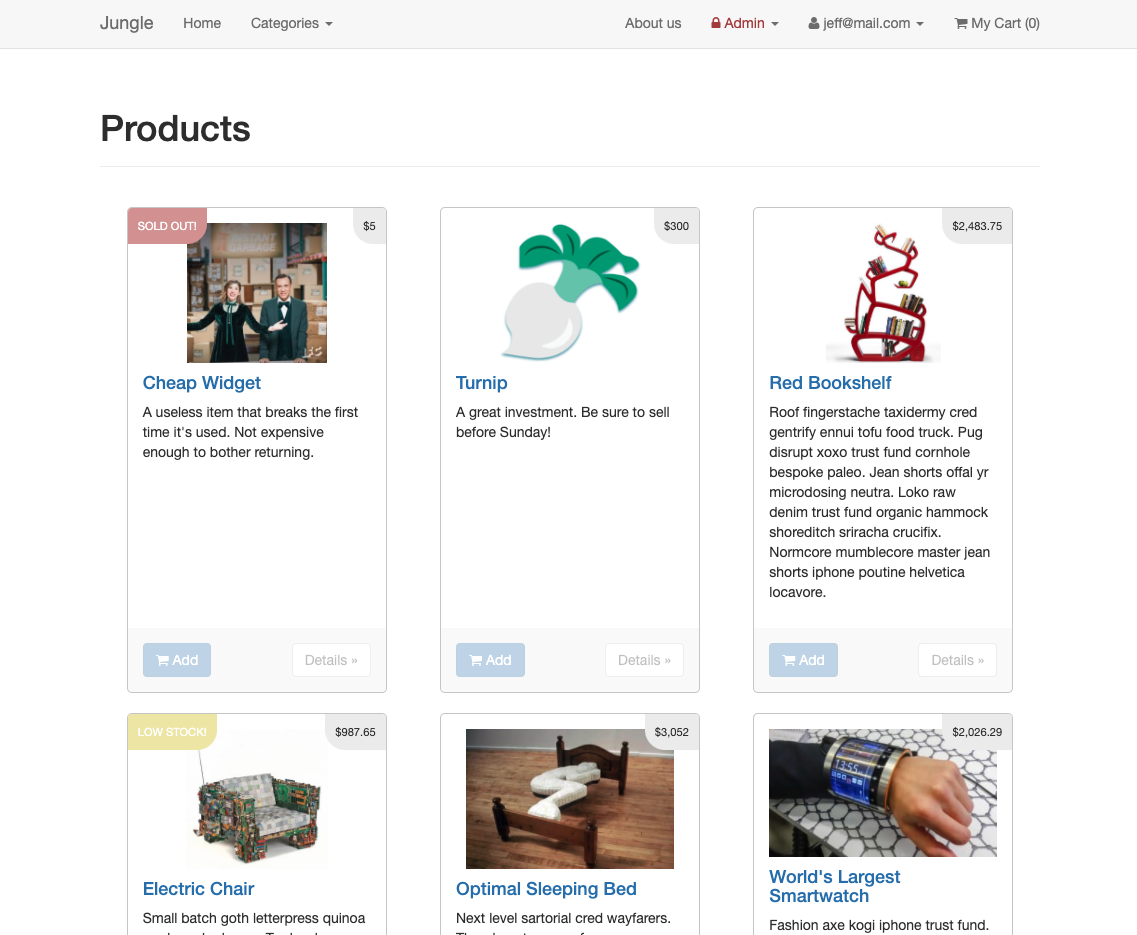 Jungle Home Categories About us Admin jeff@mail.com My Cart (0)
Products
SOLD OUT!
$5
INSTANT
GARBAGE
Cheap Widget
A useless item that breaks the first
time it's used. Not expensive
enough to bother returning.
Add
Details »
$300
Turnip
A great investment. Be sure to sell
before Sunday!
Add
Details »
$2,483.75
Red Bookshelf
Roof fingerstache taxidermy cred
gentrify ennui tofu food truck. Pug
disrupt xoxo trust fund cornhole
bespoke paleo. Jean shorts offal yr
microdosing neutra. Loko raw
denim trust fund organic hammock
shoreditch sriracha crucifix.
Normcore mumblecore master jean
shorts iphone poutine helvetica
locavore.
Add
Details »
LOW STOCK!
$987.65
Electric Chair
Small batch goth letterpress quinoa
$3,052
Optimal Sleeping Bed
Next level sartorial cred wayfarers.
$2,026.29
13:55
World's Largest
Smartwatch
Fashion axe kogi iphone trust fund.